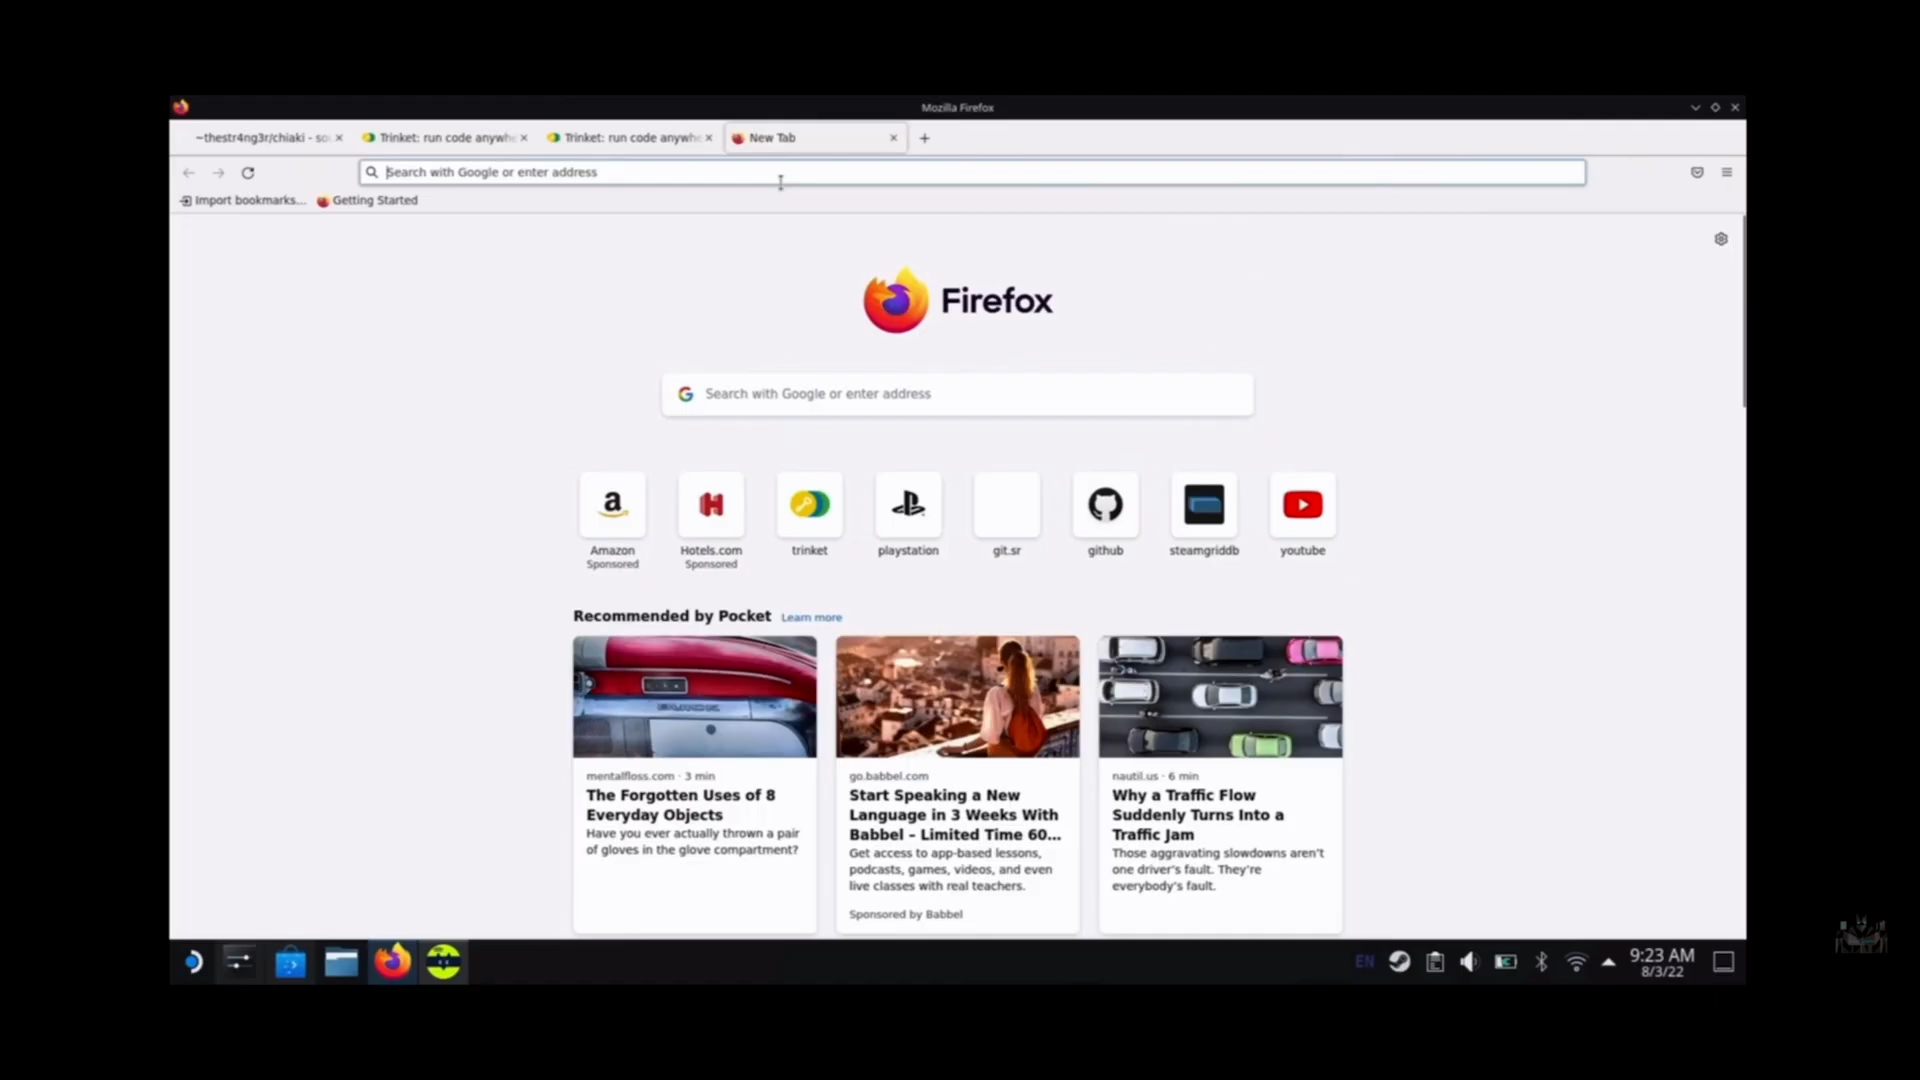 Mozilla Firefox
~thestr4ng3r/chiaki - so
Trinket: run code anywhe
Trinket: run code anywhe
New Tab
Search with Google or enter address
Import bookmarks...
Getting Started
Firefox
Search with Google or enter address
a
Amazon
Sponsored
Hotels.com
Sponsored
trinket
playstation
git.sr
github
steamgriddb
youtube
Recommended by Pocket Learn more
mentalfloss.com · 3 min
The Forgotten Uses of 8
Everyday Objects
Have you ever actually thrown a pair
of gloves in the glove compartment?
go.babbel.com
Start Speaking a New
Language in 3 Weeks With
Babbel – Limited Time 60...
Get access to app-based lessons,
podcasts, games, videos, and even
live classes with real teachers.
Sponsored by Babbel
nautil.us · 6 min
Why a Traffic Flow
Suddenly Turns Into a
Traffic Jam
Those aggravating slowdowns aren't
one driver's fault. They're
everybody's fault.
EN
9:23 AM
8/3/22